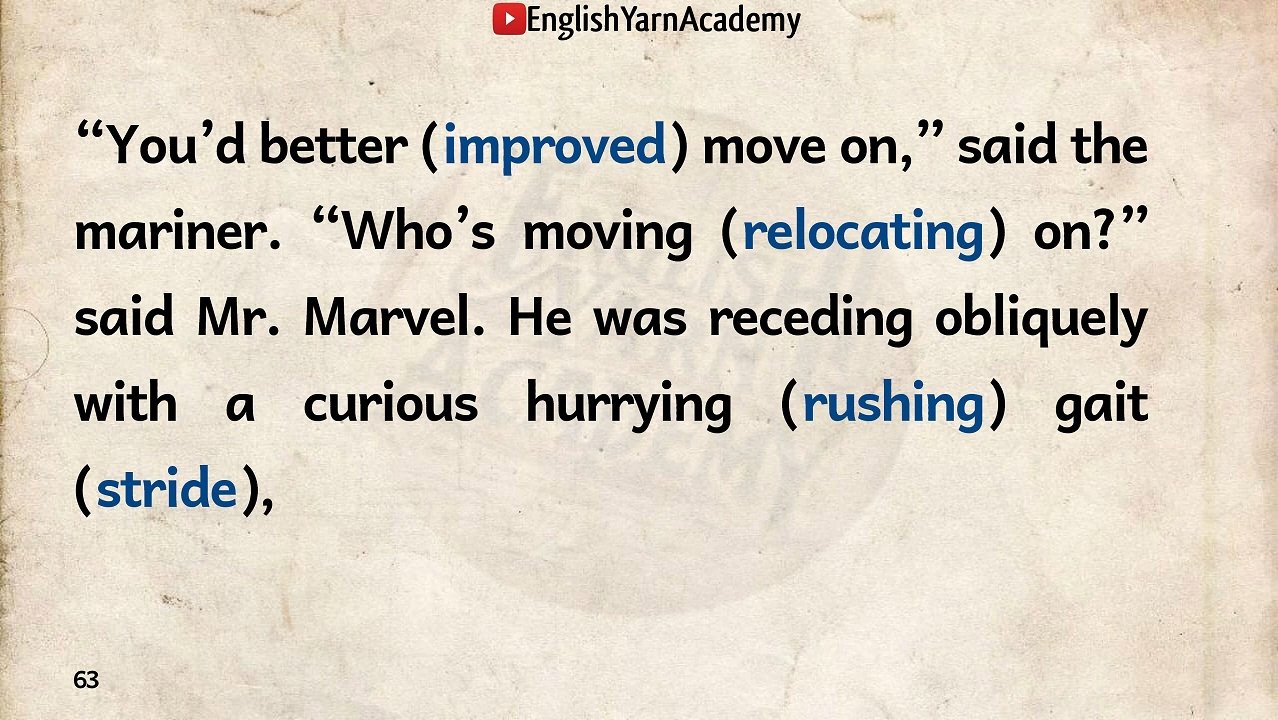 EnglishYarnAcademy
“You’d better (improved) move on,” said the
mariner. “Who’s moving (relocating) on?”
said Mr. Marvel. He was receding obliquely
with a curious hurrying (rushing) gait
(stride),
63